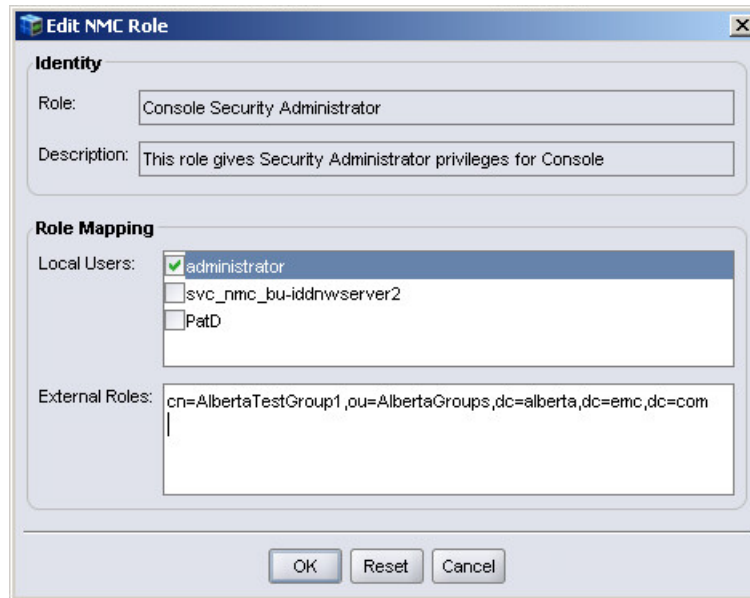 Edit NMC Role
Identity
Role: Console Security Administrator
Description: This role gives Security Administrator privileges for Console
Role Mapping
Local Users: administrator
svc_nmc_bu-iddnwserver2
PatD
External Roles: cn=AlbertaTestGroup1,ou=AlbertaGroups,dc=alberta,dc=emc,dc=com
OK Reset Cancel